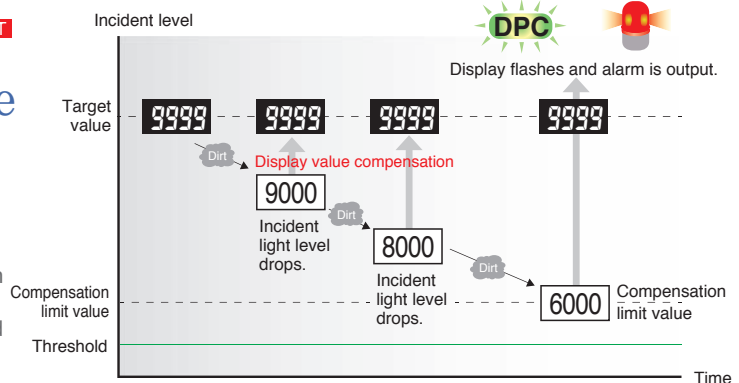 T
Incident level
DPC
Display flashes and alarm is output.
e
Target
value
9999
9999
9999
9999
Dirt
Display value compensation
9000
Dirt
Incident
light level
drops.
8000
Dirt
Incident
light level
drops.
n
Compensation
limit value
6000
Compensation
limit value
d
Threshold
Time